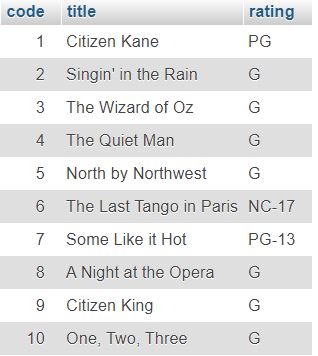 code title rating
1 Citizen Kane PG
2 Singin' in the Rain G
3 The Wizard of Oz G
4 The Quiet Man G
5 North by Northwest G
6 The Last Tango in Paris NC-17
7 Some Like it Hot PG-13
8 A Night at the Opera G
9 Citizen King G
10 One, Two, Three G